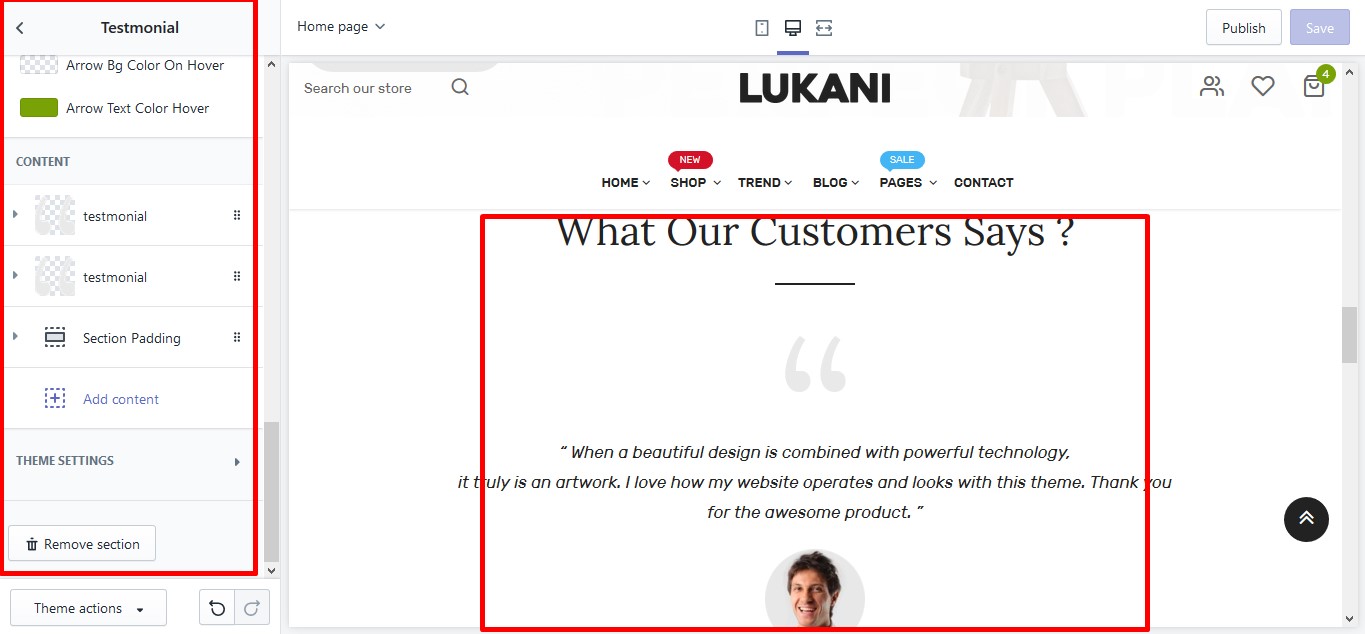 Testmonial
Arrow Bg Color On Hover
Arrow Text Color Hover
CONTENT
testmonial
testmonial
Section Padding
Add content
THEME SETTINGS
Remove section
Theme actions
Home page
Publish
Save
Search our store
LUKANI
4
NEW
SALE
HOME
SHOP
TREND
BLOG
PAGES
CONTACT
What Our Customers Says ?
“
“ When a beautiful design is combined with powerful technology,
it truly is an artwork. I love how my website operates and looks with this theme. Thank you
for the awesome product. ”